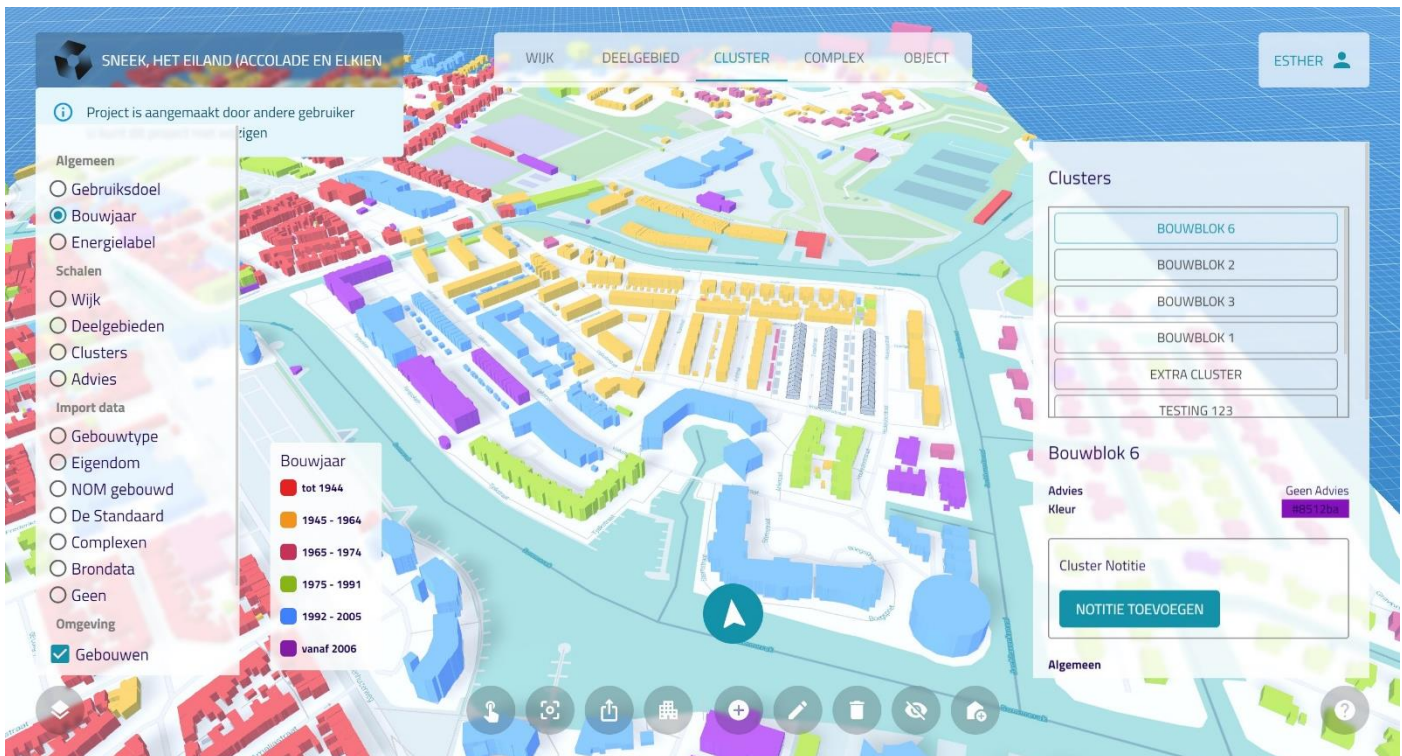 SNEEK, HET EILAND (ACCOLADE EN ELKIEN
WIJK
DEELGEBIED
CLUSTER
COMPLEX
OBJECT
ESTHER
Project is aangemaakt door andere gebruiker
zigen
Algemeen
Gebruiksdoel
Bouwjaar
Energielabel
Schalen
Wijk
Deelgebieden
Clusters
Advies
Import data
Gebouwtype
Eigendom
NOM gebouwd
De Standaard
Complexen
Brondata
Geen
Omgeving
Gebouwen
Bouwjaar
tot 1944
1945 - 1964
1965 - 1974
1975 - 1991
1992 - 2005
vanaf 2006
Clusters
BOUWBLOK 6
BOUWBLOK 2
BOUWBLOK 3
BOUWBLOK 1
EXTRA CLUSTER
TESTING 123
Bouwblok 6
Advies Geen Advies
Kleur #8512ba
Cluster Notitie
NOTITIE TOEVOEGEN
Algemeen